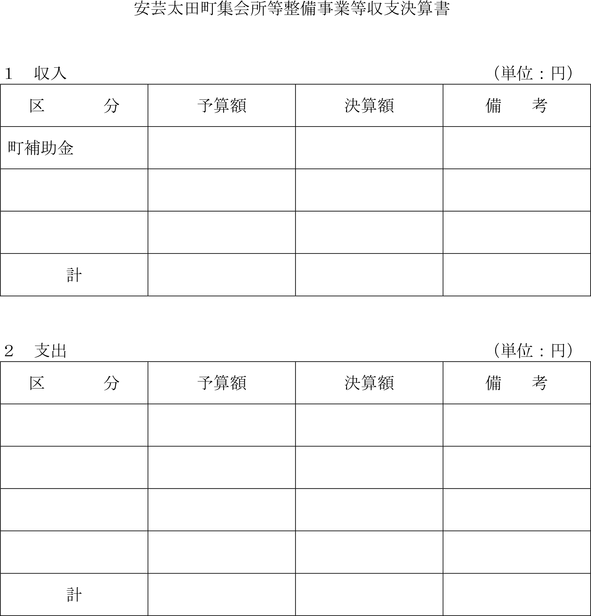 安芸太田町集会所等整備事業等収支決算書
１　収入　（単位：円）
区　分　予算額　決算額　備　考
町補助金
計
２　支出　（単位：円）
区　分　予算額　決算額　備　考
計